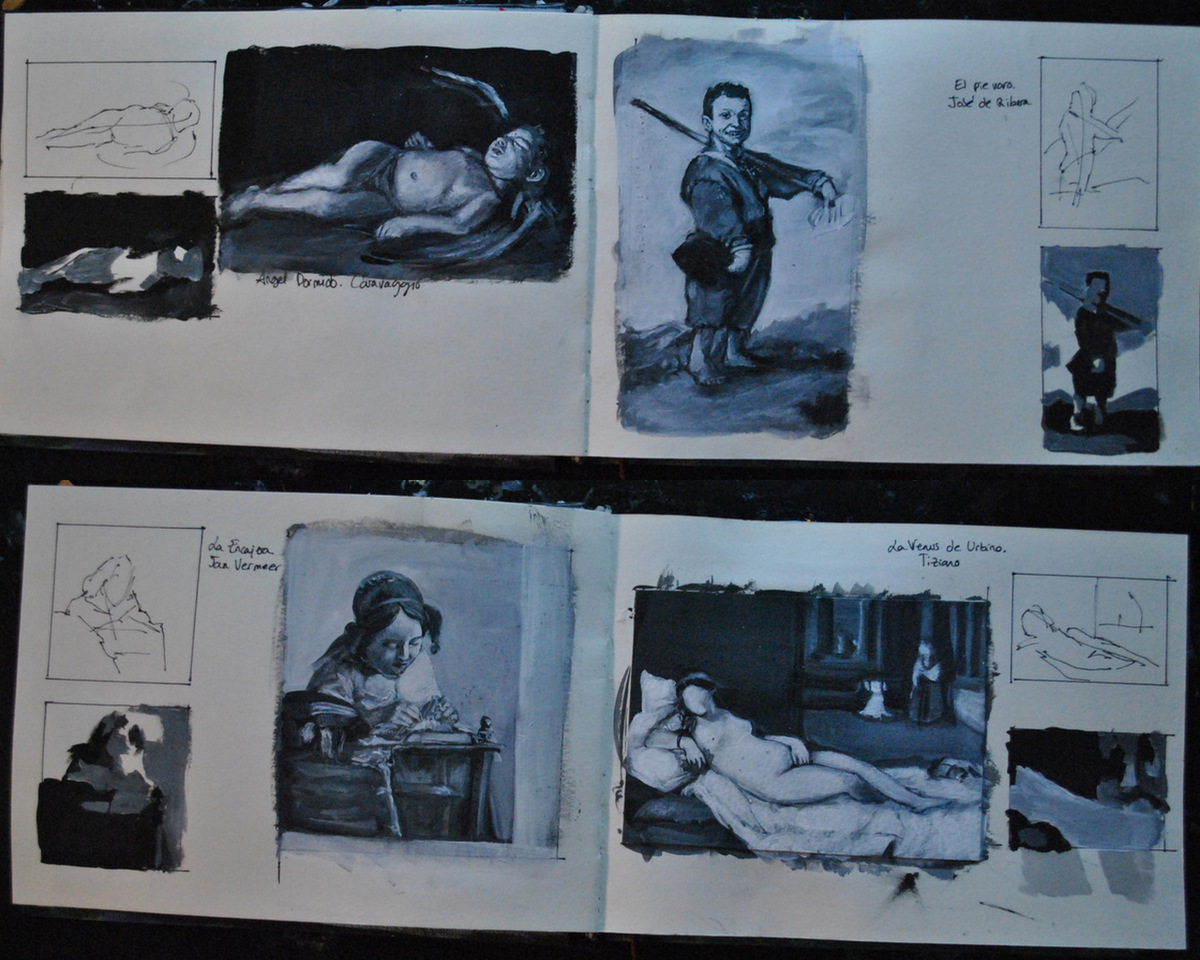 Angel Dormido. Caravaggio
El pie varo.
José de Ribera
La Encajera
Jan Vermeer
La Venus de Urbino.
Tiziano